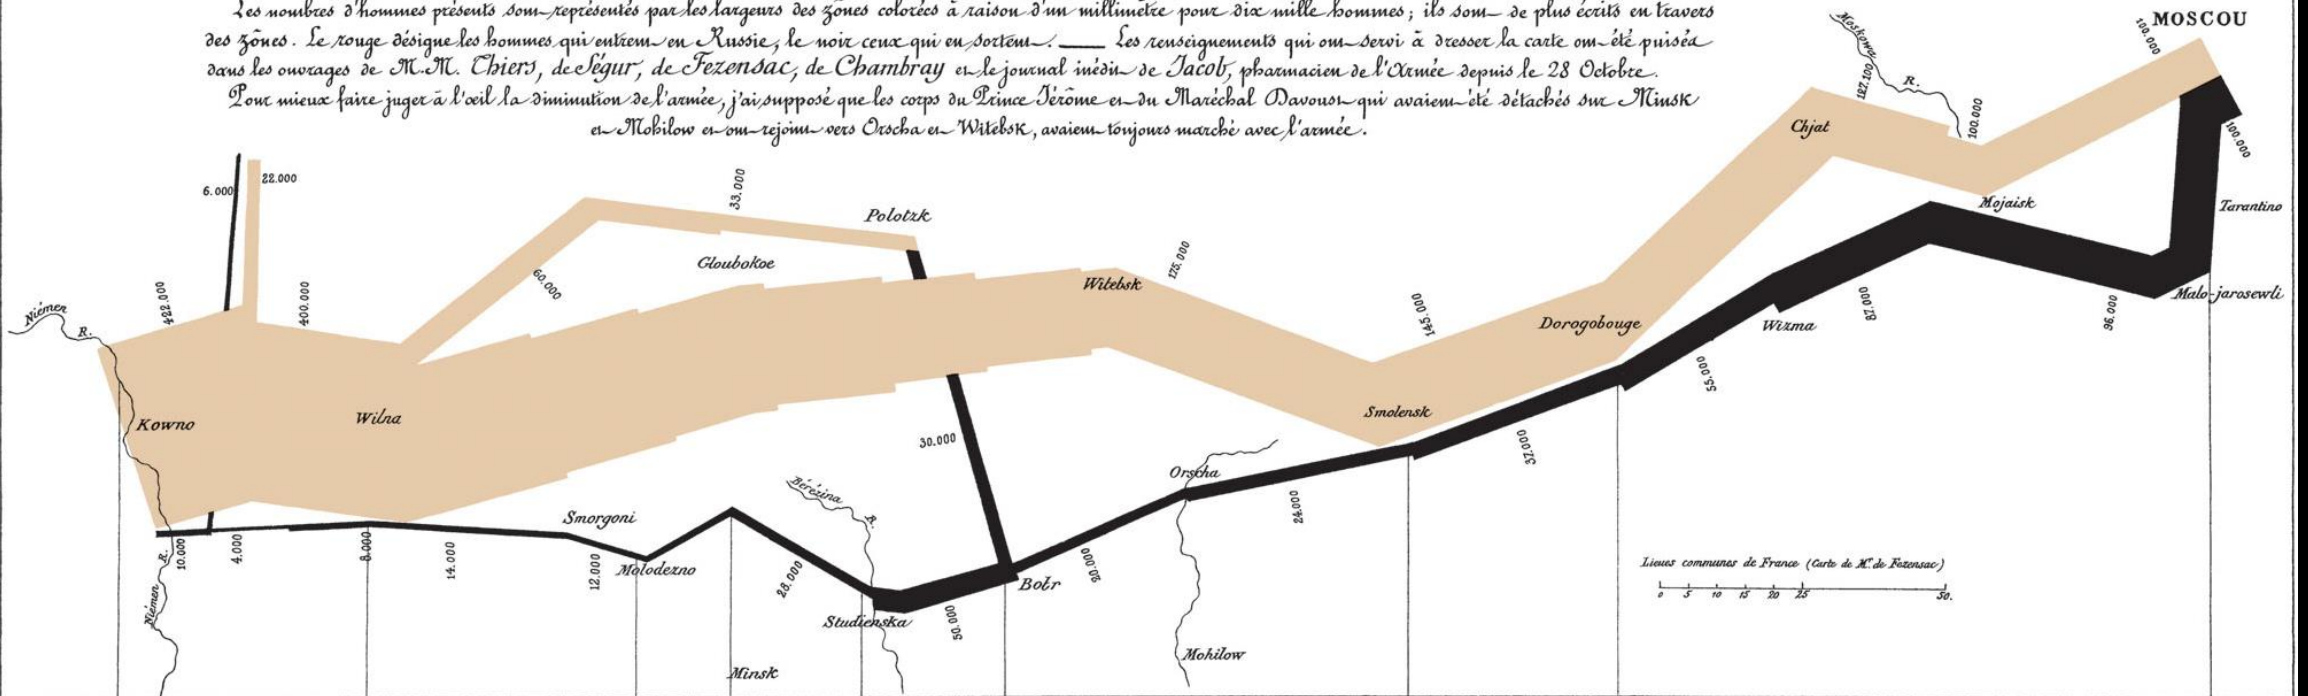 Les nombres d'hommes présents sont représentés par les largeurs des zônes colorées à raison d'un millimètre pour dix mille hommes; ils sont de plus écrits en travers
des zônes. Le rouge désigne les hommes qui entrent en Russie, le noir ceux qui en sortent. — Les renseignements qui ont servi à dresser la carte ont été puisés
dans les ouvrages de M.M. Thiers, de Ségur, de Fezensac, de Chambray et le journal inédit de Jacob, pharmacien de l'Armée depuis le 28 Octobre.
Pour mieux faire juger à l'œil la diminution de l'armée, j'ai supposé que les corps du Prince Jérôme et du Maréchal Davoust qui avaient été détachés sur Minsk
et Mohilow et ont rejoint vers Orscha et Witebsk, avaient toujours marché avec l'armée.
MOSCOU
100.000
Moskowa
R.
127.100
100.000
Chjat
100.000
Mojaisk
Tarantino
Malo-jarosewli
6.000
22.000
33.000
Polotzk
60.000
Gloubokoe
175.000
Witebsk
Niémen
R.
422.000
400.000
145.000
Dorogobouge
Wizma
87.000
96.000
55.000
Kowno
Wilna
Smolensk
30.000
Orscha
37.000
24.000
Bérézina
R.
Smorgoni
10.000
R.
4.000
8.000
14.000
12.000
Molodezno
28.000
Studienska
50.000
Bobr
20.000
Niémen
Minsk
Mohilow
Lieues communes de France (Carte de Mr. de Fezensac)
0 5 10 15 20 25 50.